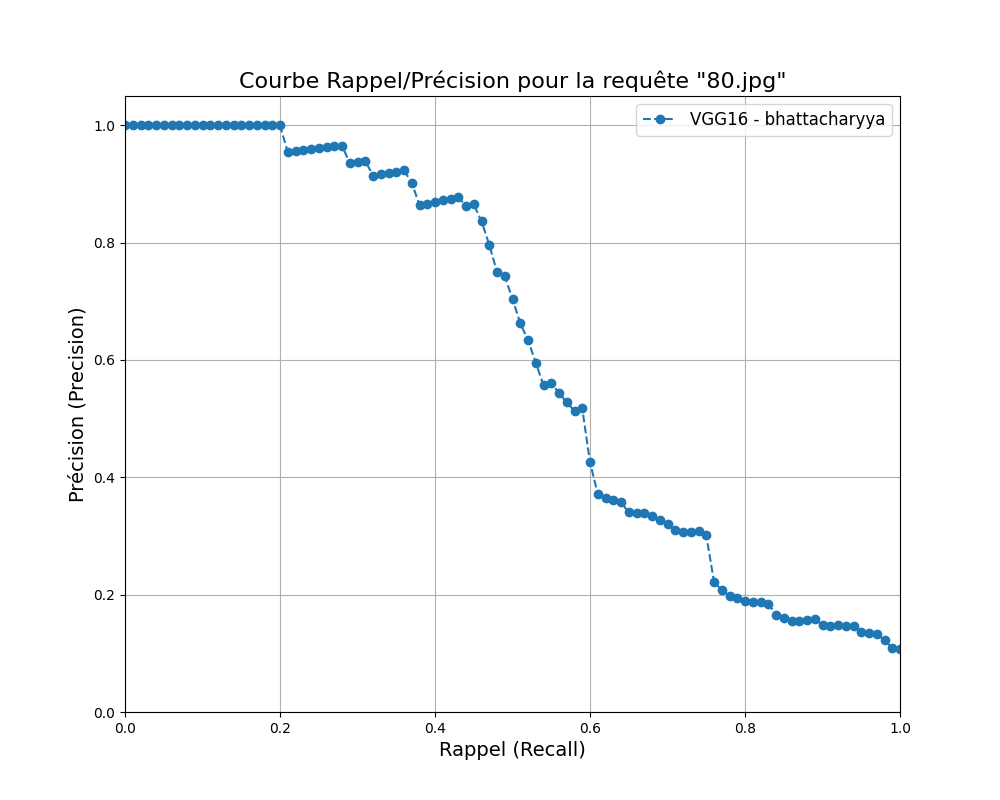 Courbe Rappel/Précision pour la requête "80.jpg"
VGG16 - bhattacharyya
Précision (Precision)
1.0
0.8
0.6
0.4
0.2
0.0
0.0 0.2 0.4 0.6 0.8 1.0
Rappel (Recall)